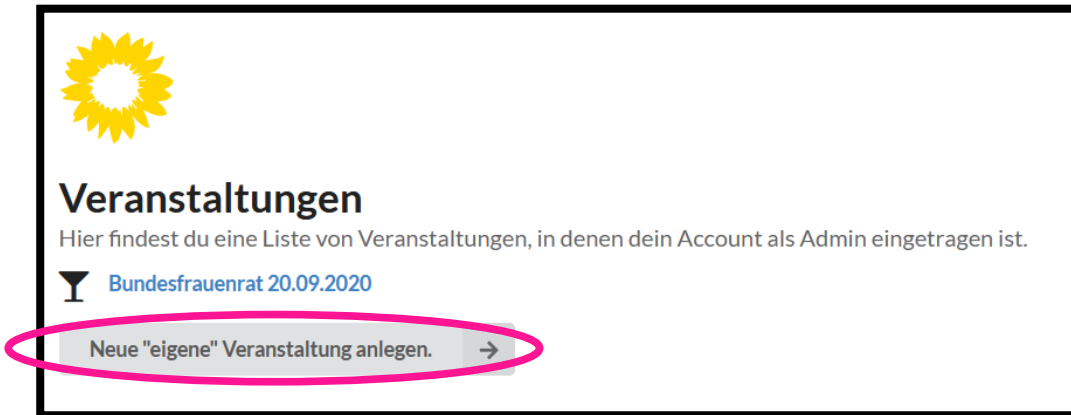 Veranstaltungen
Hier findest du eine Liste von Veranstaltungen, in denen dein Account als Admin eingetragen ist.
Bundesfrauenrat 20.09.2020
Neue "eigene" Veranstaltung anlegen.